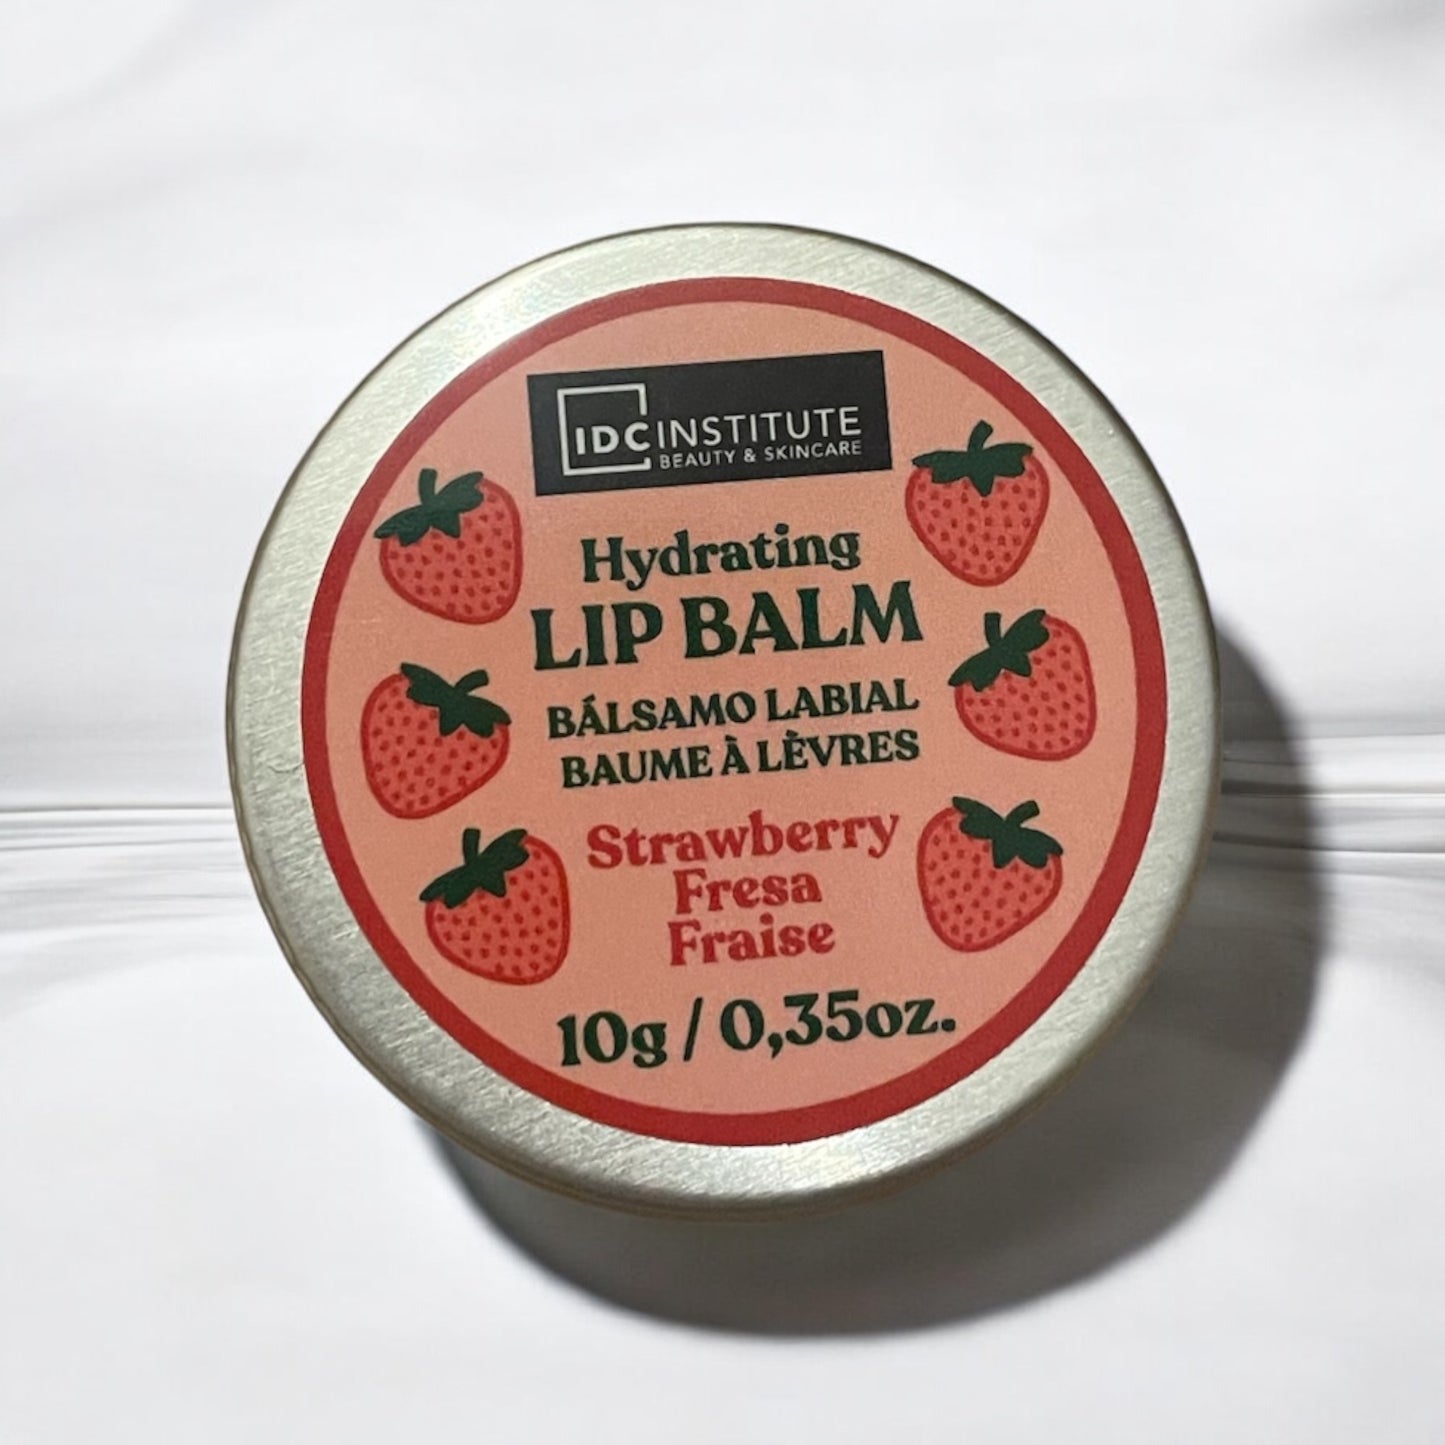 IDC INSTITUTE
BEAUTY & SKINCARE
Hydrating
LIP BALM
BÁLSAMO LABIAL
BAUME À LÈVRES
Strawberry
Fresa
Fraise
10g / 0,35oz.